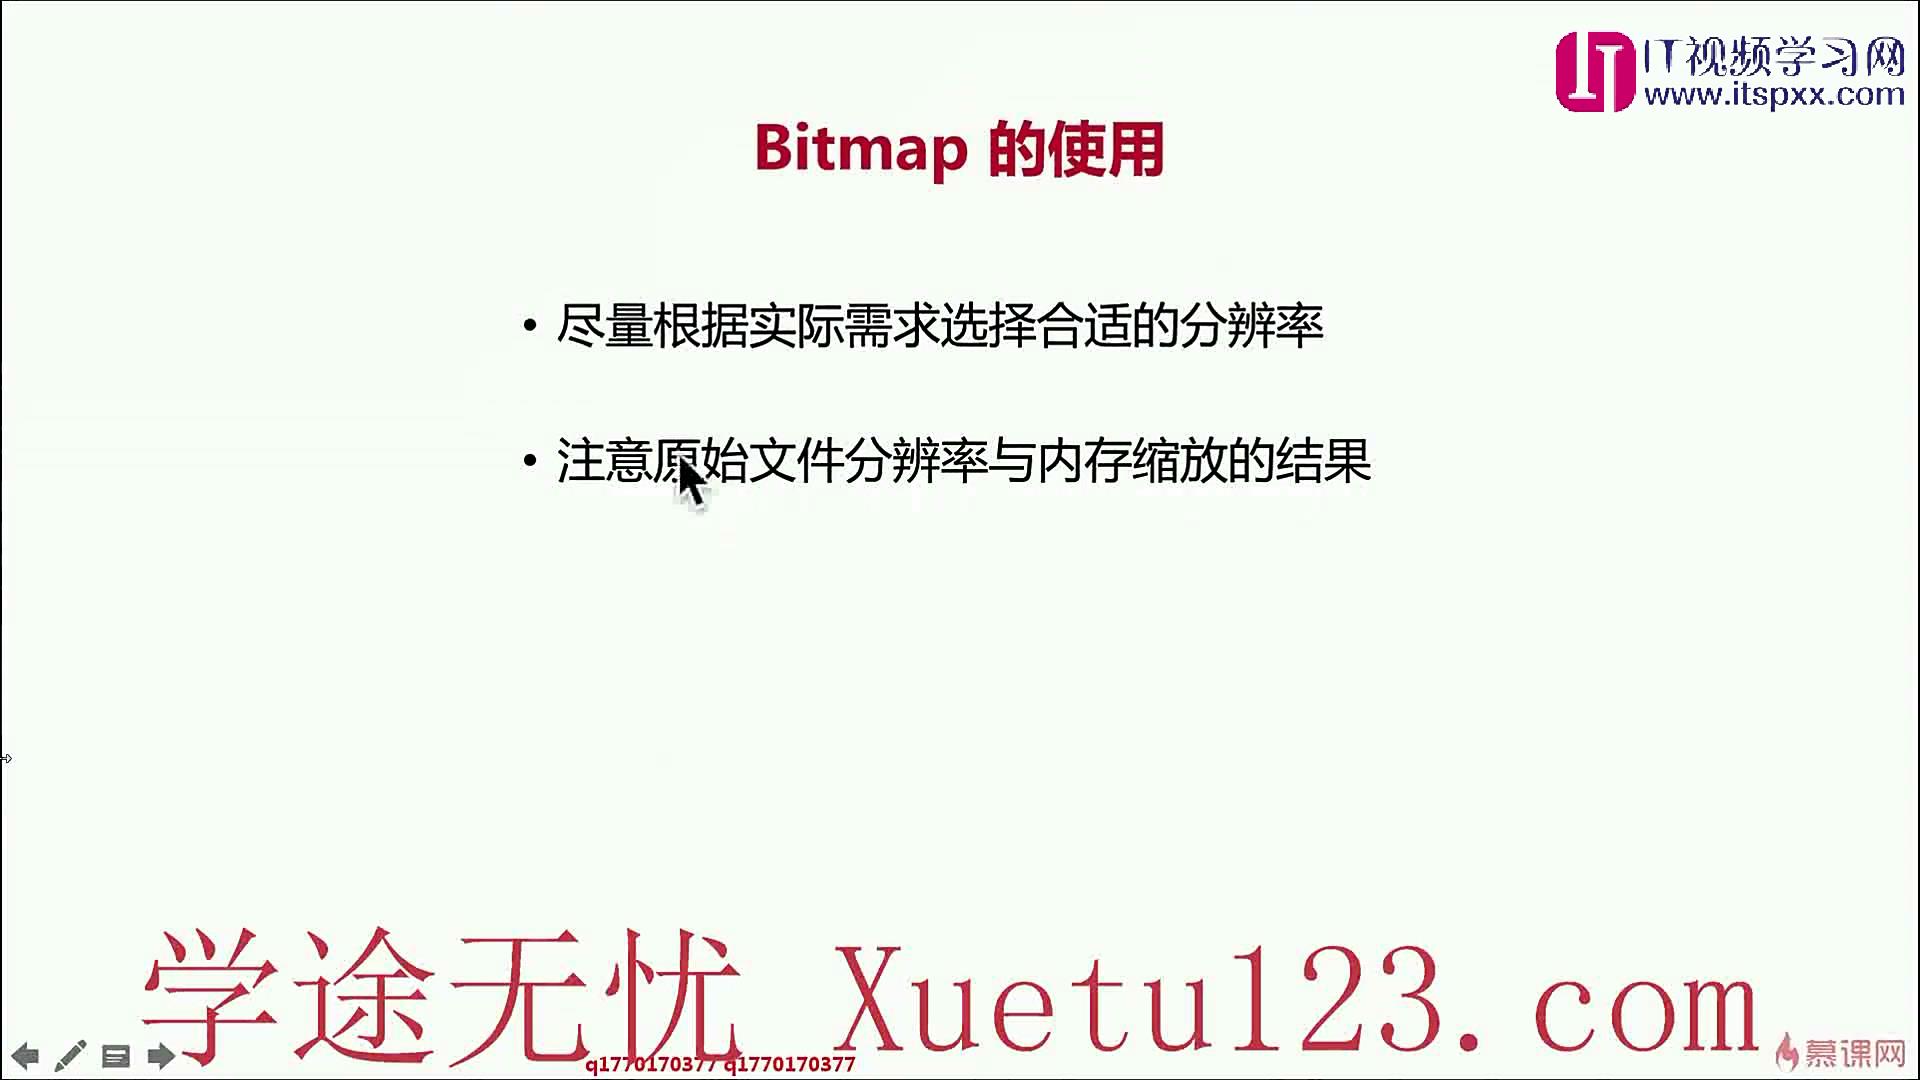 IT视频学习网
www.itspxx.com
Bitmap 的使用
• 尽量根据实际需求选择合适的分辨率
• 注意原始文件分辨率与内存缩放的结果
学途无忧 Xuetu123.com
q1770170377 q1770170377
慕课网